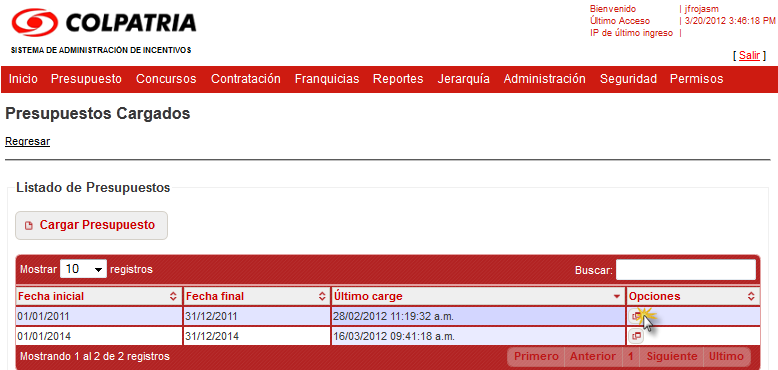 COLPATRIA
SISTEMA DE ADMINISTRACIÓN DE INCENTIVOS
Bienvenido | jfrojasm
Último Acceso | 3/20/2012 3:46:18 PM
IP de último ingreso |
[ Salir ]
Inicio Presupuesto Concursos Contratación Franquicias Reportes Jerarquía Administración Seguridad Permisos
Presupuestos Cargados
Regresar
Listado de Presupuestos
Cargar Presupuesto
Mostrar 10 registros Buscar:
Fecha inicial Fecha final Último carge Opciones
01/01/2011 31/12/2011 28/02/2012 11:19:32 a.m.
01/01/2014 31/12/2014 16/03/2012 09:41:18 a.m.
Mostrando 1 al 2 de 2 registros Primero Anterior 1 Siguiente Ultimo